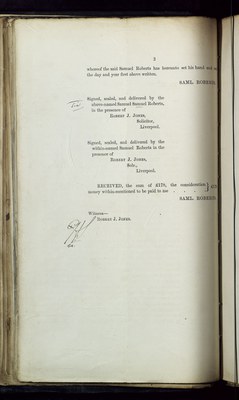 3
whereof the said Samuel Roberts has hereunto set his hand and
the day and year first above written.
SAML. ROBERTS
Signed, sealed, and delivered by the
above-named Samuel Samuel Roberts,
in the presence of
ROBERT J. JONES,
Solicitor,
Liverpool.
Signed, sealed, and delivered by the
within-named Samuel Roberts in the
presence of
ROBERT J. JONES,
Solr.,
Liverpool.
RECEIVED, the sum of £170, the consideration
money within-mentioned to be paid to me
SAML. ROBERTS
Witness—
ROBERT J. JONES.